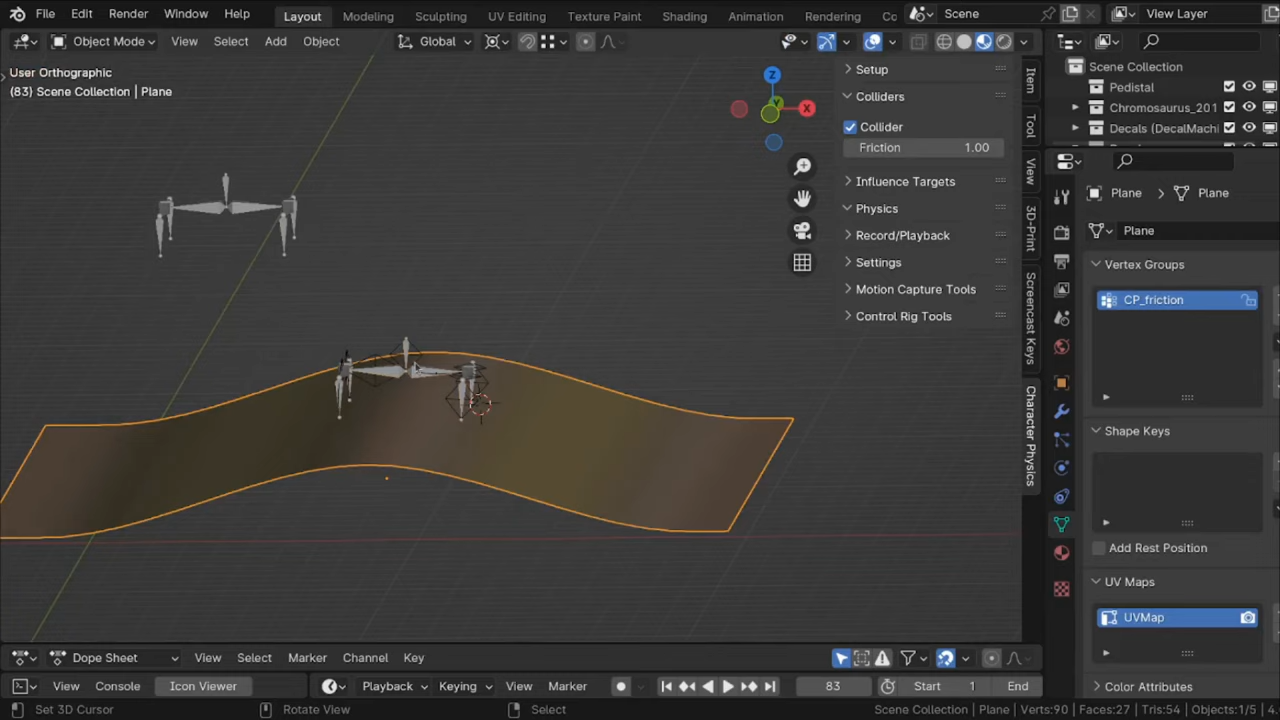 File Edit Render Window Help Layout Modeling Sculpting UV Editing Texture Paint Shading Animation Rendering Co Scene View Layer
Object Mode View Select Add Object Global
User Orthographic
(83) Scene Collection | Plane
Z
Y
X
Setup
Colliders
Collider
Friction 1.00
Influence Targets
Physics
Record/Playback
Settings
Motion Capture Tools
Control Rig Tools
Item
Tool
View
3D-Print
Screencast Keys
Character Physics
Scene Collection
Pedistal
Chromosaurus_201
Decals (DecalMachi
Plane Plane
Plane
Vertex Groups
CP_friction
Shape Keys
Add Rest Position
UV Maps
UVMap
Color Attributes
Dope Sheet View Select Marker Channel Key
View Console Icon Viewer Playback Keying View Marker 83 Start 1 End
Set 3D Cursor Rotate View Select Scene Collection | Plane Verts:90 | Faces:27 | Tris:54 | Objects:1/5 | 4.